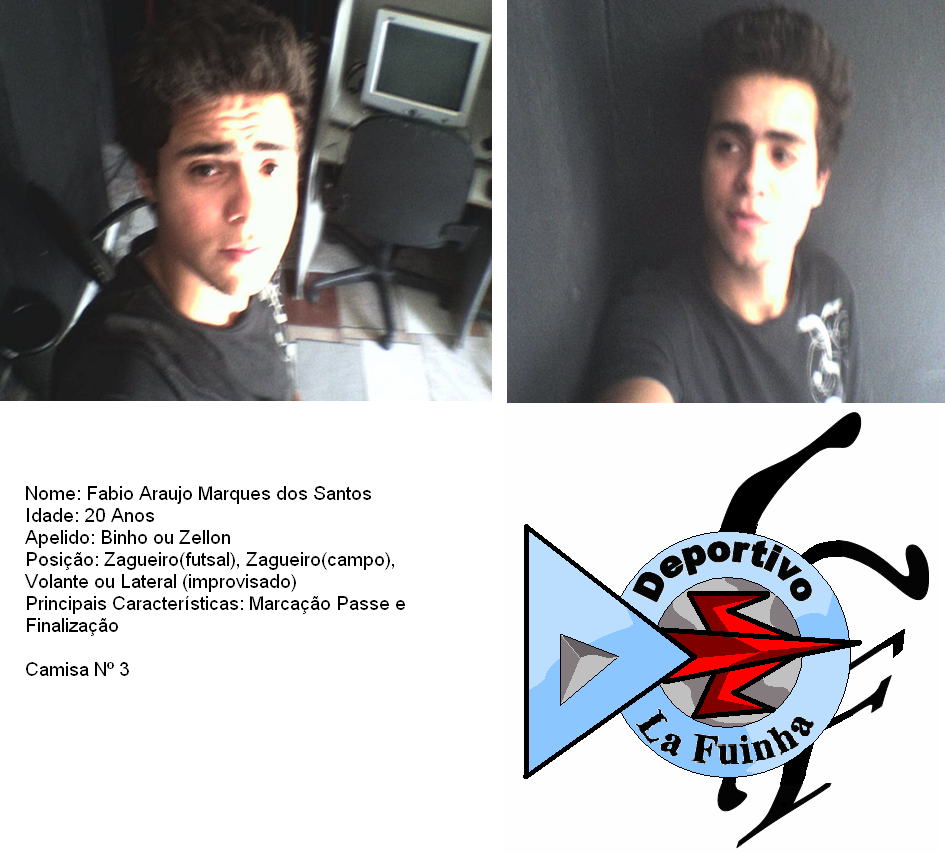 Nome: Fabio Araujo Marques dos Santos
Idade: 20 Anos
Apelido: Binho ou Zellon
Posição: Zagueiro(futsal), Zagueiro(campo),
Volante ou Lateral (improvisado)
Principais Características: Marcação Passe e
Finalização
Camisa Nº 3
Deportivo
La Fuinha